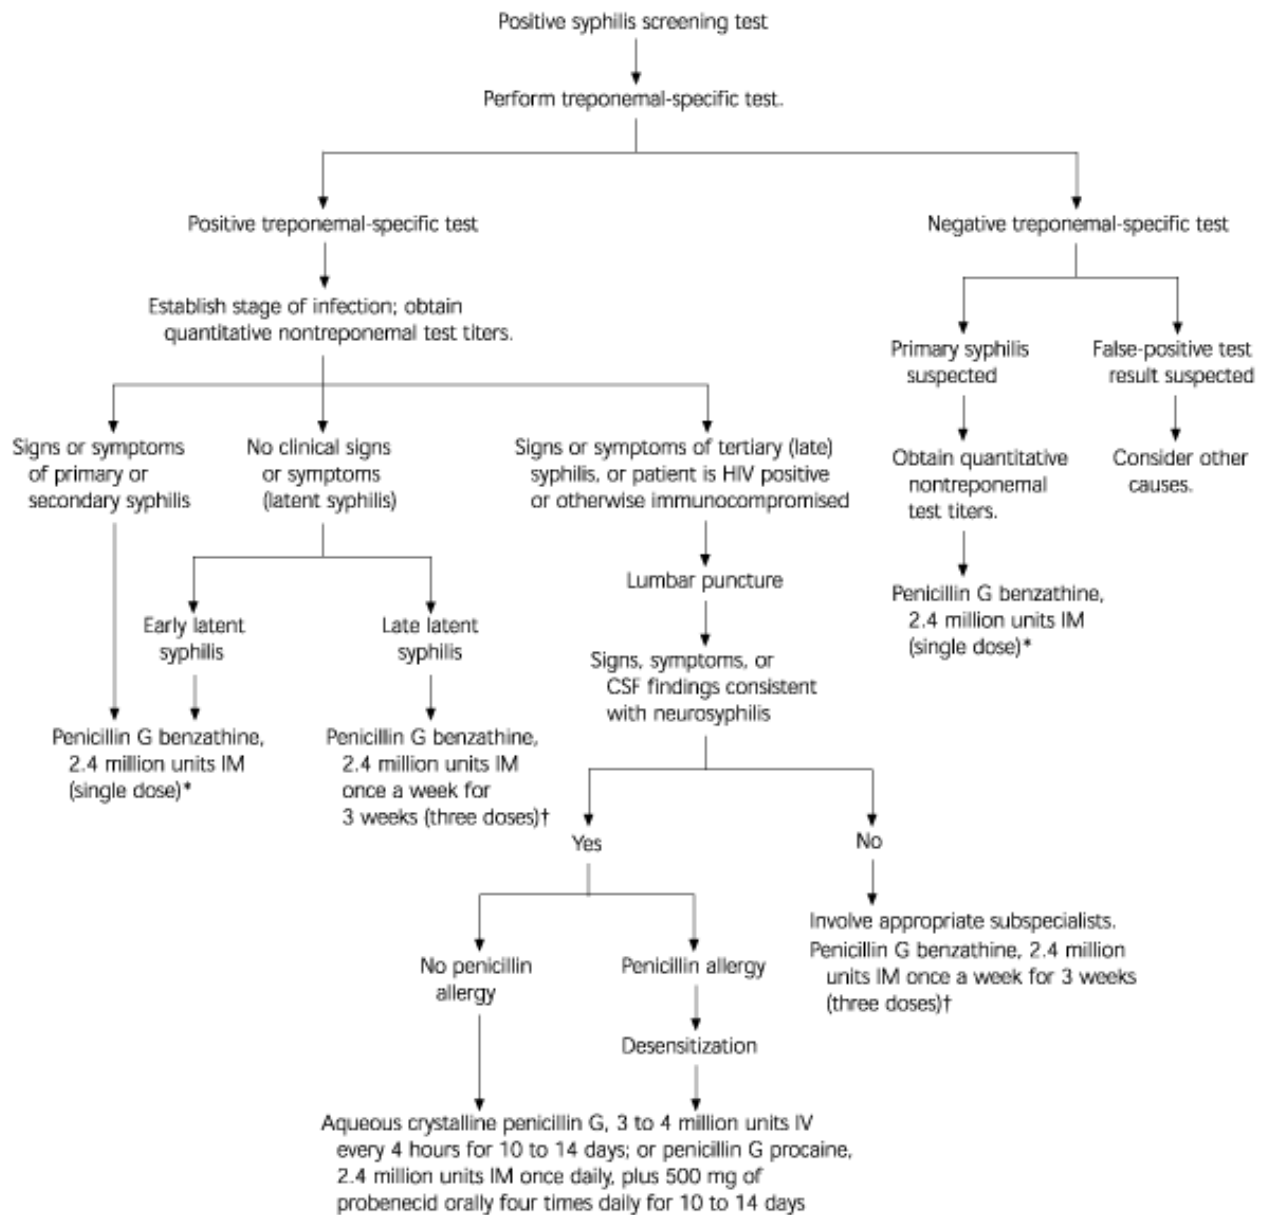 Positive syphilis screening test
Perform treponemal-specific test.
Positive treponemal-specific test
Negative treponemal-specific test
Establish stage of infection; obtain
quantitative nontreponemal test titers.
Primary syphilis
suspected
False-positive test
result suspected
Signs or symptoms
of primary or
secondary syphilis
No clinical signs
or symptoms
(latent syphilis)
Signs or symptoms of tertiary (late)
syphilis, or patient is HIV positive
or otherwise immunocompromised
Obtain quantitative
nontreponemal
test titers.
Consider other
causes.
Lumbar puncture
Penicillin G benzathine,
2.4 million units IM
(single dose)*
Early latent
syphilis
Late latent
syphilis
Signs, symptoms, or
CSF findings consistent
with neurosyphilis
Penicillin G benzathine,
2.4 million units IM
(single dose)*
Penicillin G benzathine,
2.4 million units IM
once a week for
3 weeks (three doses)†
Yes
No
No penicillin
allergy
Penicillin allergy
Involve appropriate subspecialists.
Penicillin G benzathine, 2.4 million
units IM once a week for 3 weeks
(three doses)†
Desensitization
Aqueous crystalline penicillin G, 3 to 4 million units IV
every 4 hours for 10 to 14 days; or penicillin G procaine,
2.4 million units IM once daily, plus 500 mg of
probenecid orally four times daily for 10 to 14 days